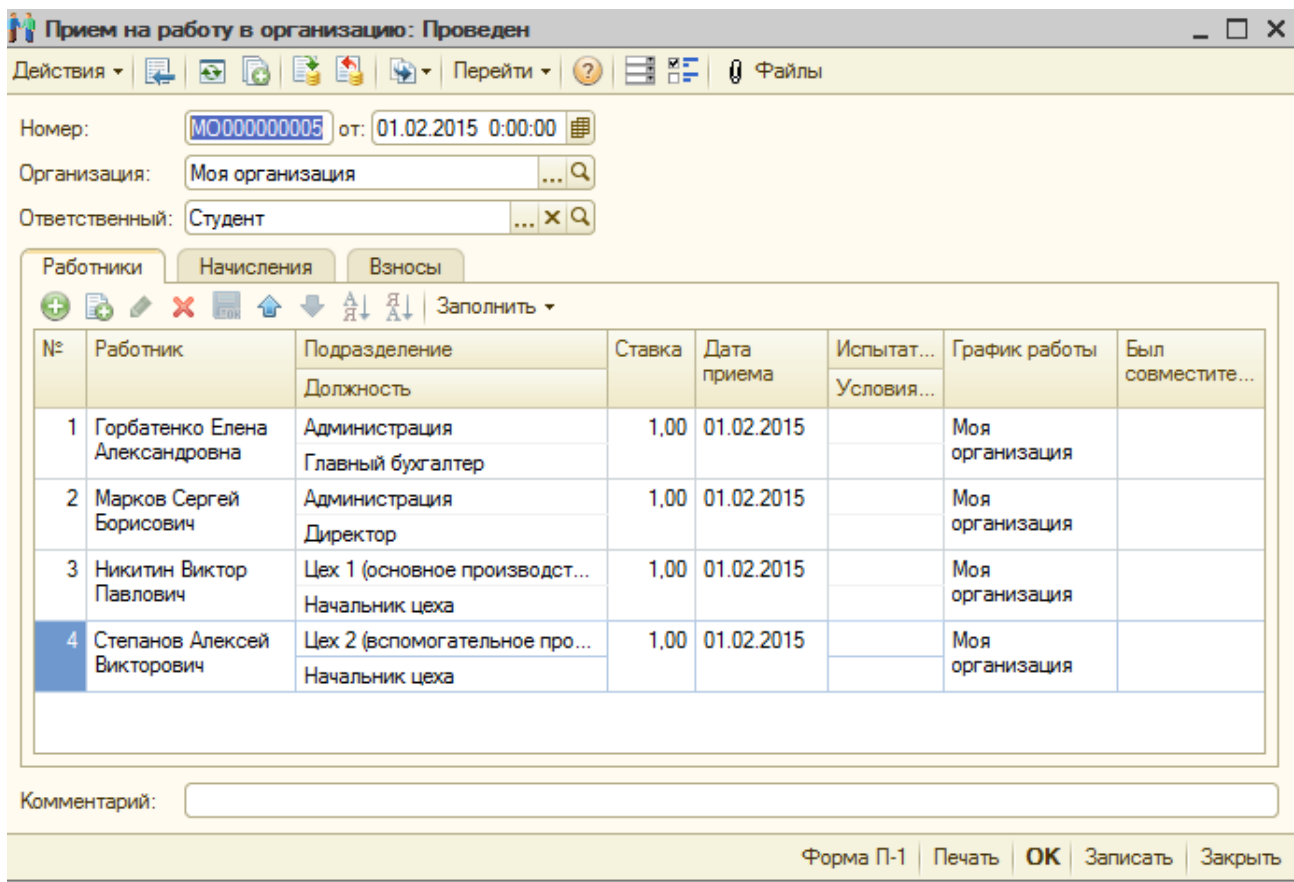 Прием на работу в организацию: Проведен
Действия Перейти Файлы
Номер: МО000000005 от: 01.02.2015 0:00:00
Организация: Моя организация ...
Ответственный: Студент ...
Работники Начисления Взносы
Заполнить
№ Работник Подразделение Ставка Дата приема Испытат... График работы Был совместите...
Должность Условия...
1 Горбатенко Елена Администрация 1,00 01.02.2015 Моя
Александровна Главный бухгалтер организация
2 Марков Сергей Администрация 1,00 01.02.2015 Моя
Борисович Директор организация
3 Никитин Виктор Цех 1 (основное производст... 1,00 01.02.2015 Моя
Павлович Начальник цеха организация
4 Степанов Алексей Цех 2 (вспомогательное про... 1,00 01.02.2015 Моя
Викторович Начальник цеха организация
Комментарий:
Форма П-1 Печать ОК Записать Закрыть